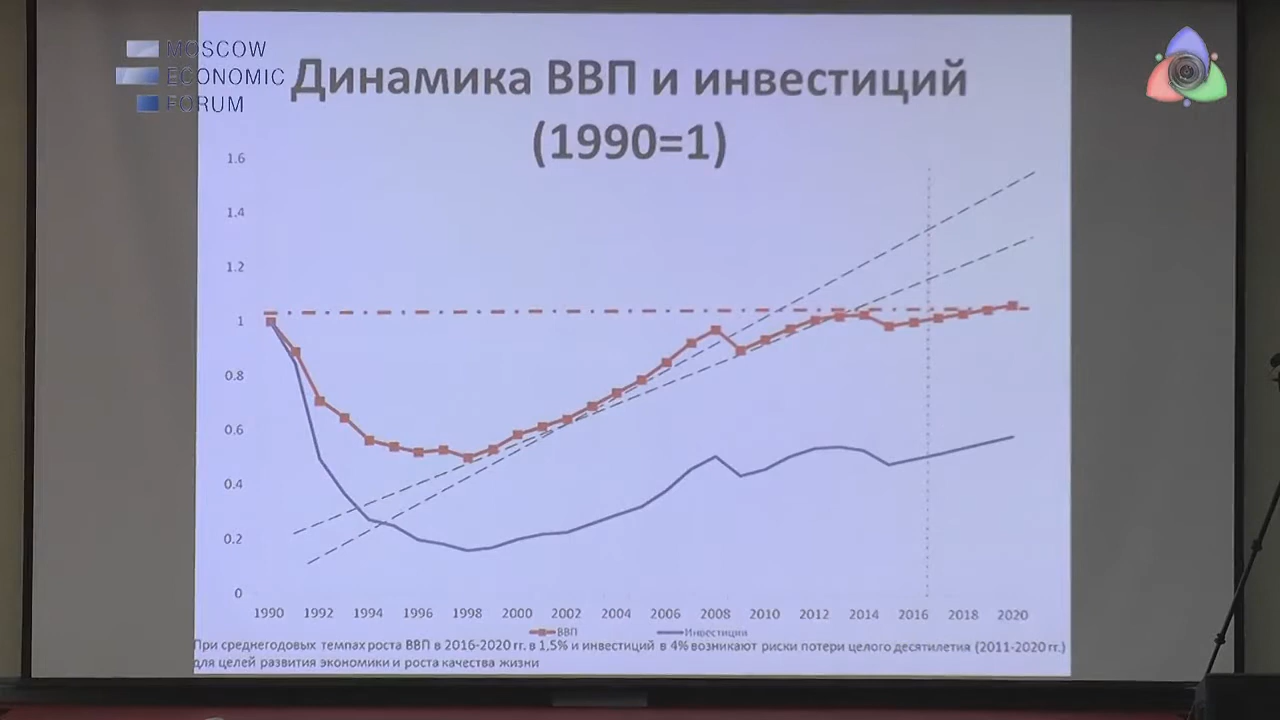 MOSCOW
ECONOMIC
FORUM
Динамика ВВП и инвестиций
(1990=1)
1.6
1.4
1.2
1
0.8
0.6
0.4
0.2
0
1990 1992 1994 1996 1998 2000 2002 2004 2006 2008 2010 2012 2014 2016 2018 2020
ВВП Инвестиции
При среднегодовых темпах роста ВВП в 2016-2020 гг. в 1,5% и инвестиций в 4% возникают риски потери целого десятилетия (2011-2020 гг.)
для целей развития экономики и роста качества жизни